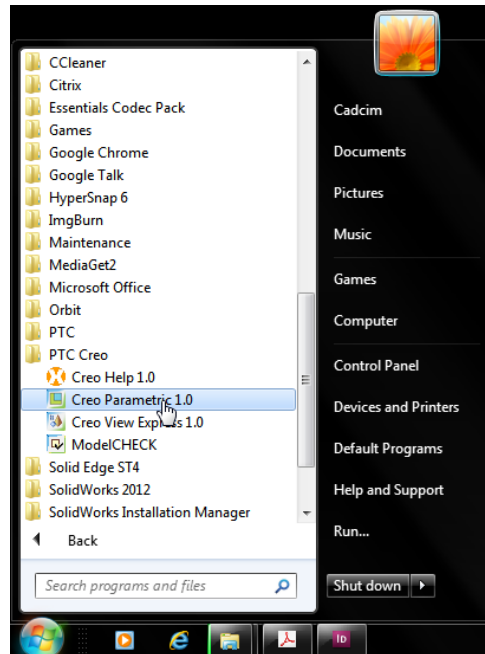 CCleaner
Citrix
Essentials Codec Pack
Games
Google Chrome
Google Talk
HyperSnap 6
ImgBurn
Maintenance
MediaGet2
Microsoft Office
Orbit
PTC
PTC Creo
Creo Help 1.0
Creo Parametric 1.0
Creo View Express 1.0
ModelCHECK
Solid Edge ST4
SolidWorks 2012
SolidWorks Installation Manager
Back
Search programs and files
Cadcim
Documents
Pictures
Music
Games
Computer
Control Panel
Devices and Printers
Default Programs
Help and Support
Run...
Shut down
ID